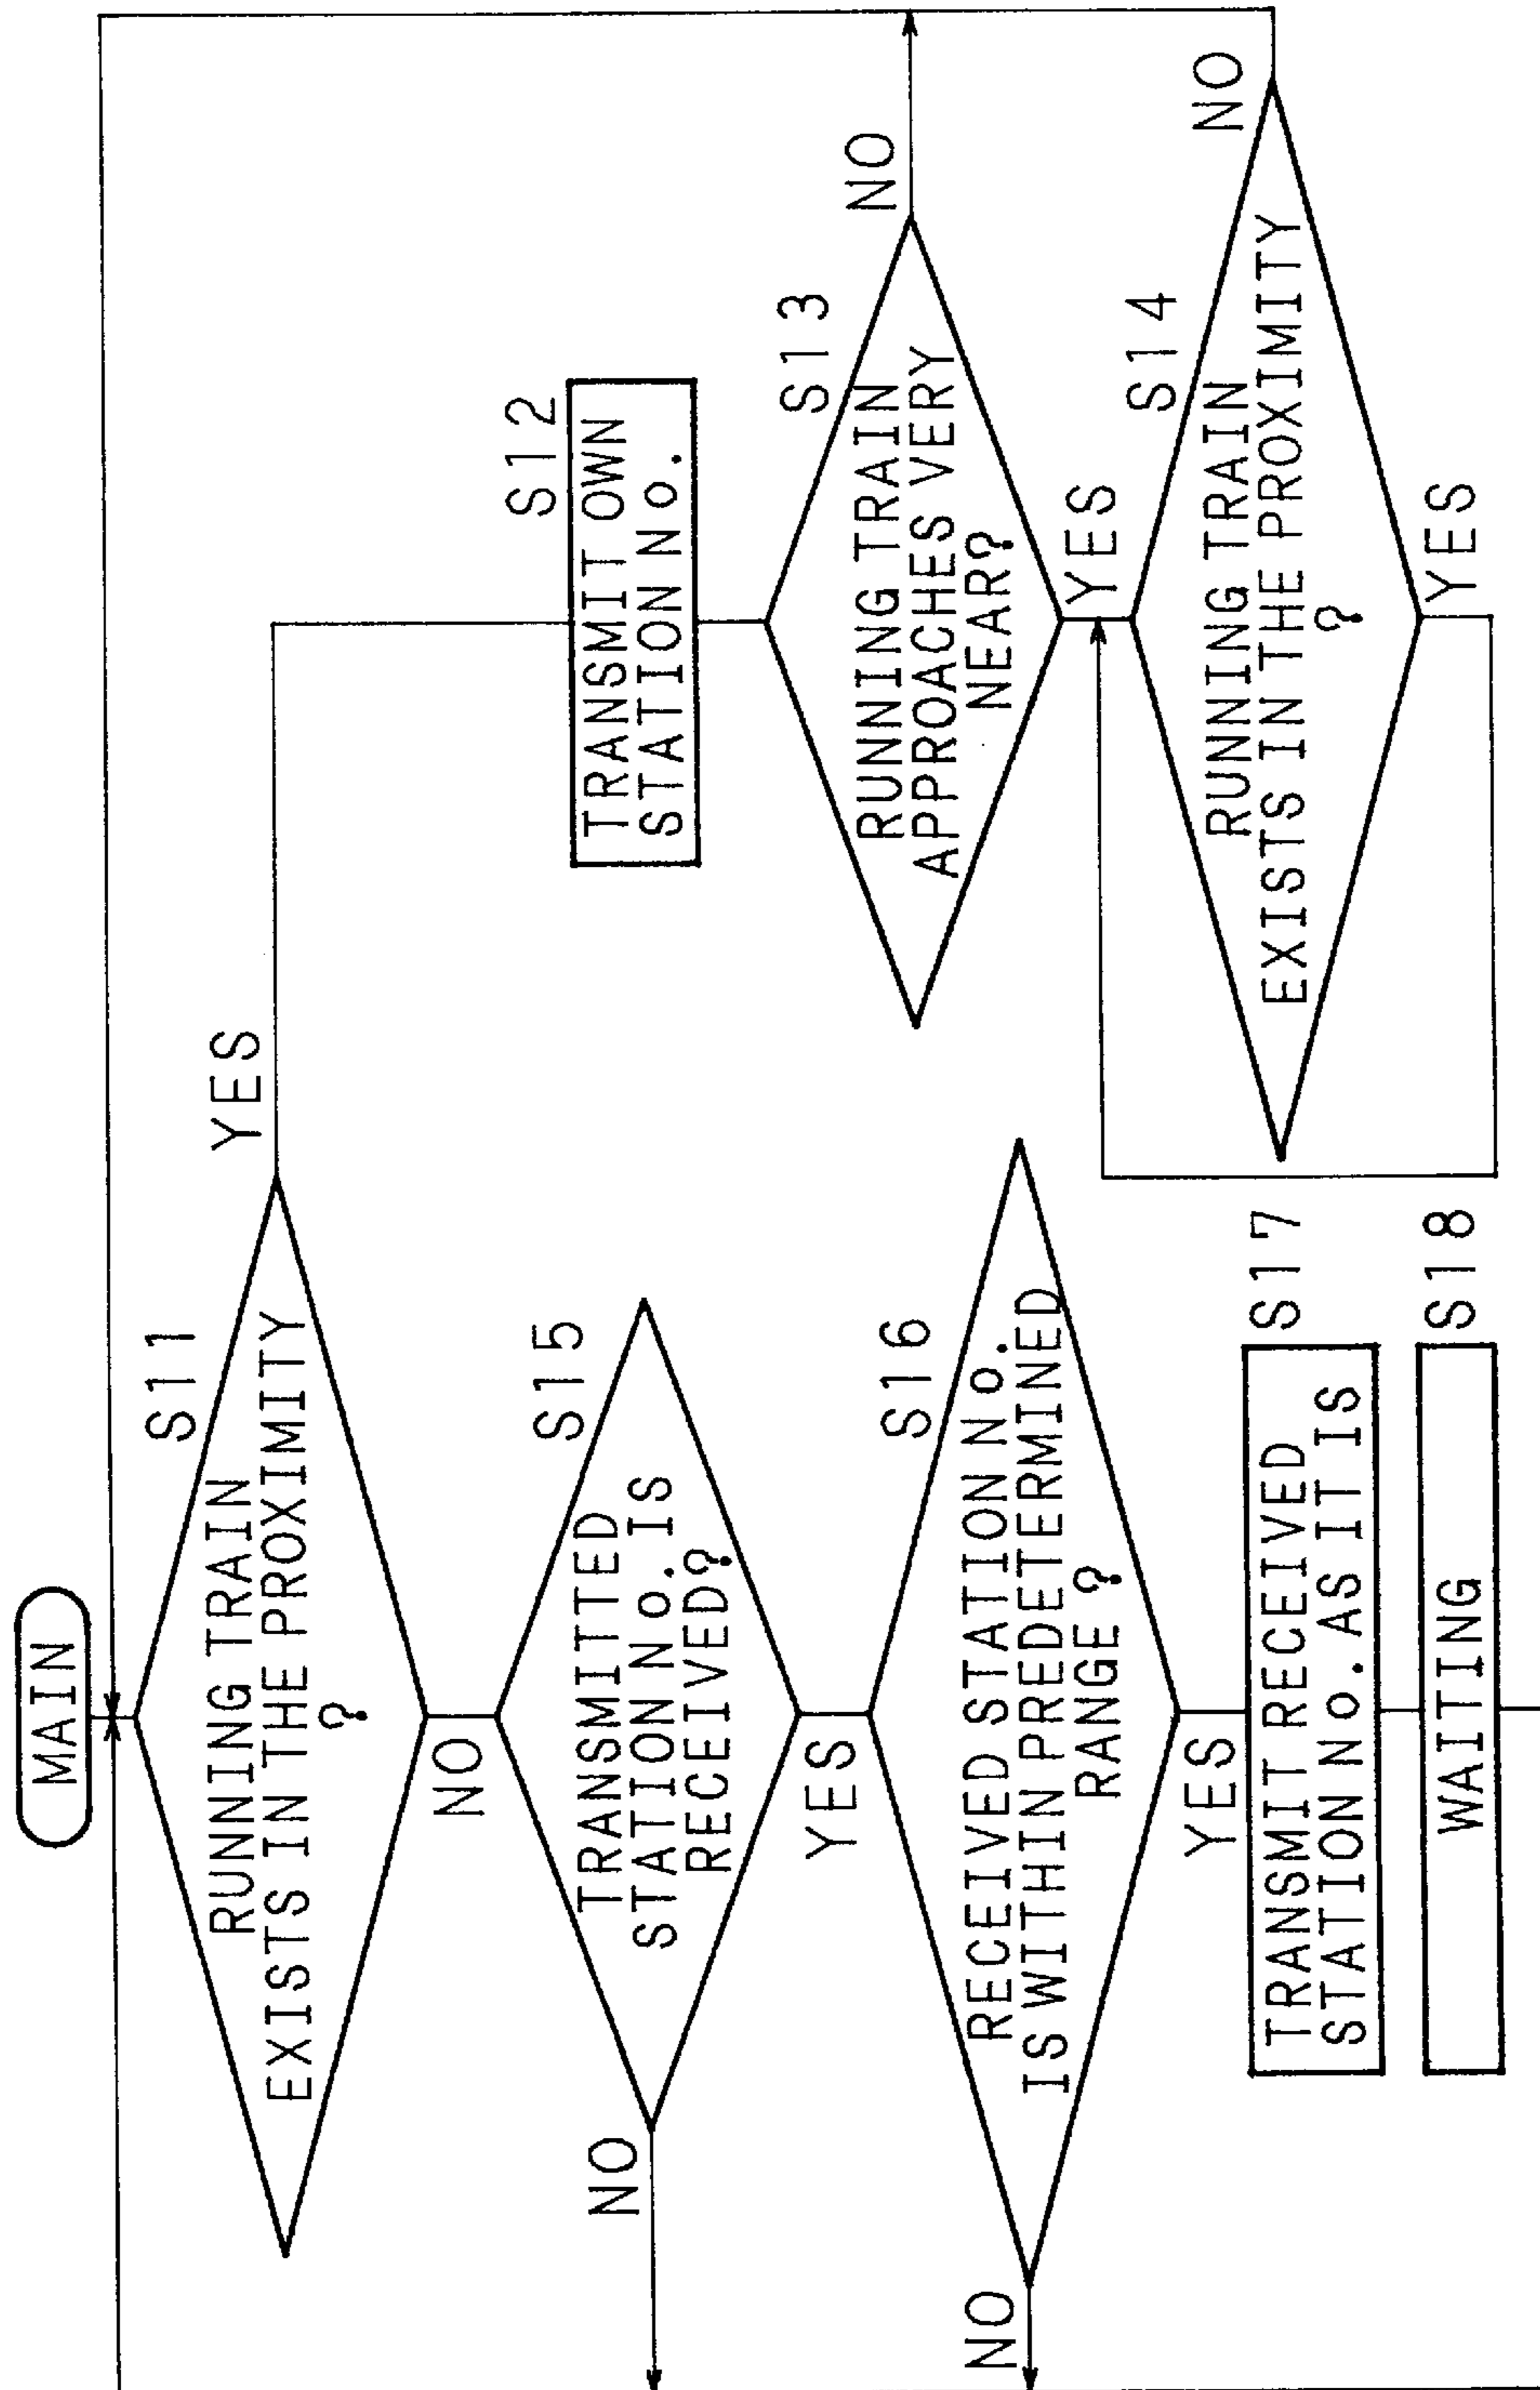 MAIN
S11
RUNNING TRAIN
EXISTS IN THE PROXIMITY
?
YES
NO
S12
TRANSMIT OWN
STATION No.
S13
RUNNING TRAIN
APPROACHES VERY
NEAR?
NO
YES
S14
RUNNING TRAIN
EXISTS IN THE PROXIMITY
?
NO
YES
S15
TRANSMITTED
STATION No. IS
RECEIVED?
NO
YES
S16
RECEIVED STATION No.
IS WITHIN PREDETERMINED
RANGE ?
NO
YES
S17
TRANSMIT RECEIVED
STATION No. AS IT IS
S18
WAITING